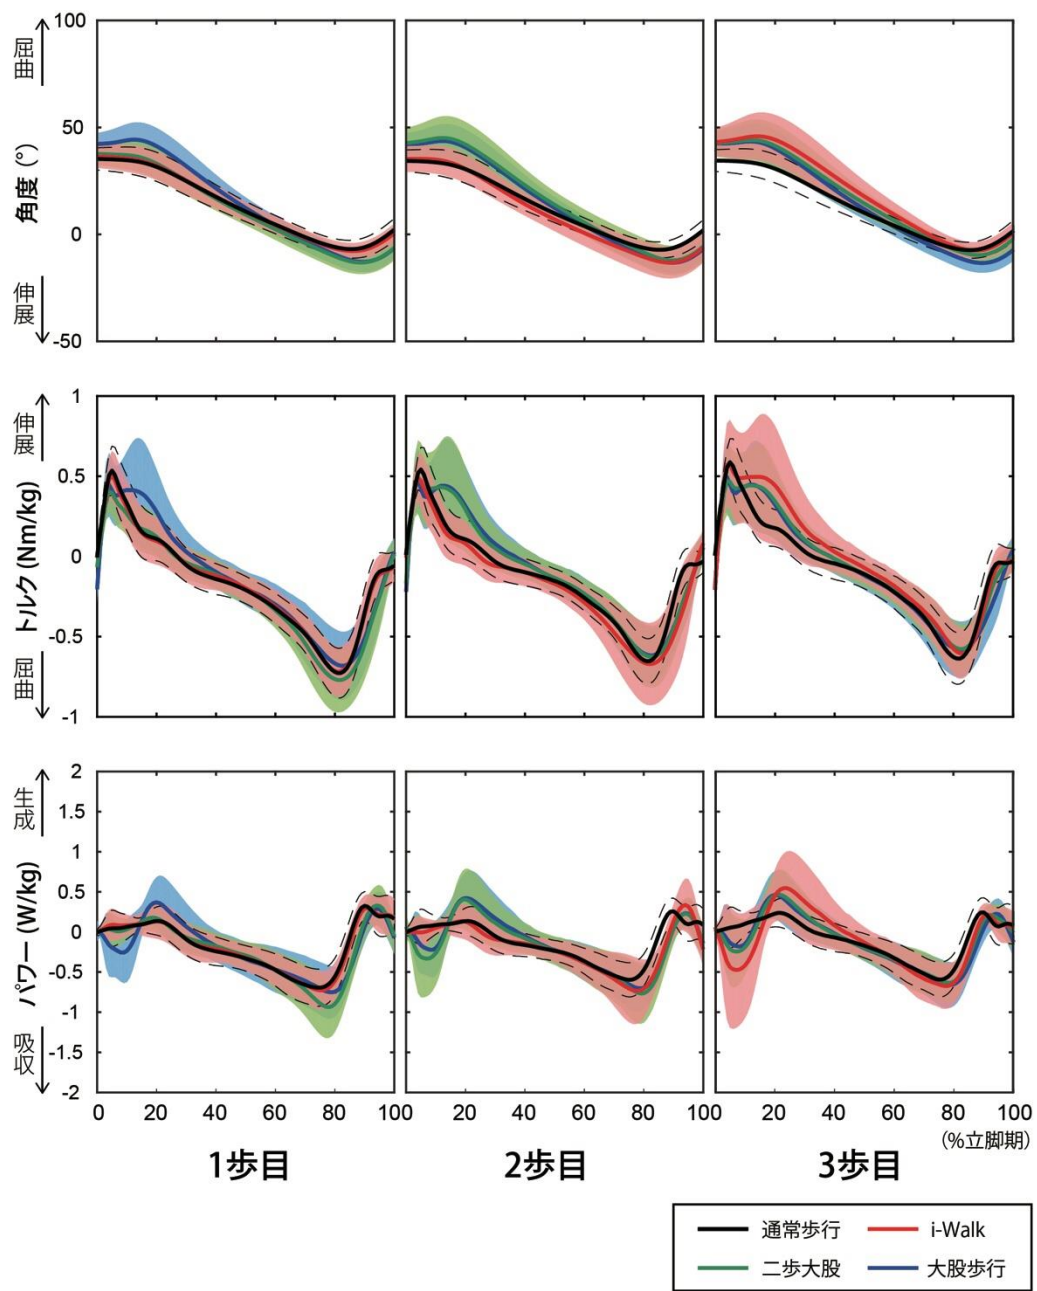 屈曲
角度 (°)
伸展
100
50
0
-50
伸展
トルク (Nm/kg)
屈曲
1
0.5
0
-0.5
-1
生成
パワー (W/kg)
吸収
2
1.5
1
0.5
0
-0.5
-1
-1.5
-2
0 20 40 60 80 100 20 40 60 80 100 20 40 60 80 100
(%立脚期)
1歩目 2歩目 3歩目
通常歩行 i-Walk
二歩大股 大股歩行